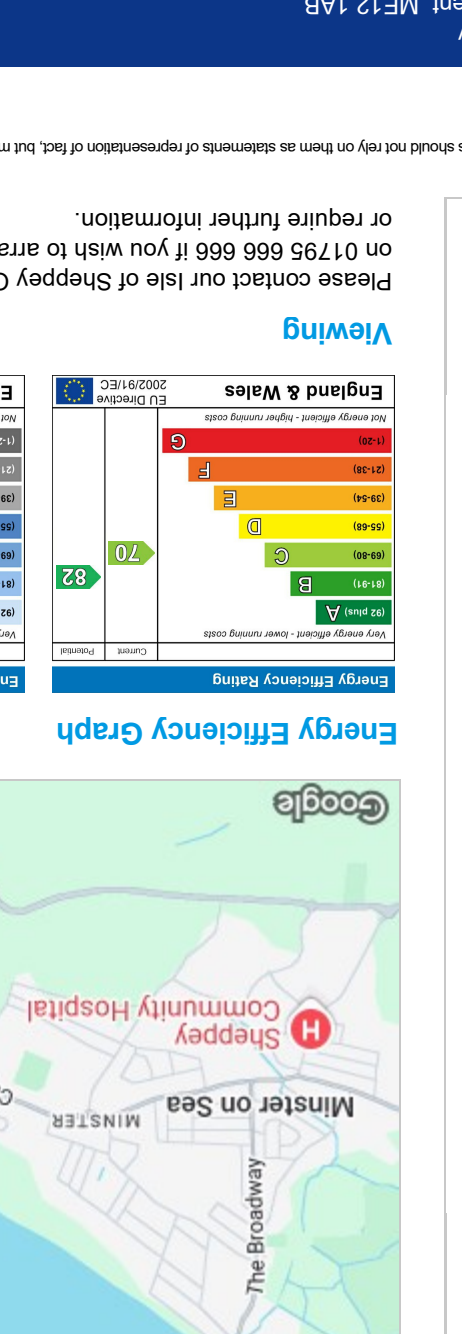 The Broadway
Minster on
Sea
MINSTER
Sheppey
Community Hospital
H
Google
Energy Efficiency Graph
Energy Efficiency Rating
Current
Potential
Very energy efficient - lower running costs
(92 plus) A
(81-91) B
(69-80) C
(55-68) D
(39-54) E
(21-38) F
(1-20) G
70
82
Not energy efficient - higher running costs
England & Wales
EU Directive
2002/91/EC
Viewing
Please contact our Isle of Sheppey
on 01795 666 666 if you wish to
or require further information.
should not rely on them as statements of representation of fact, but
ME12 1AB